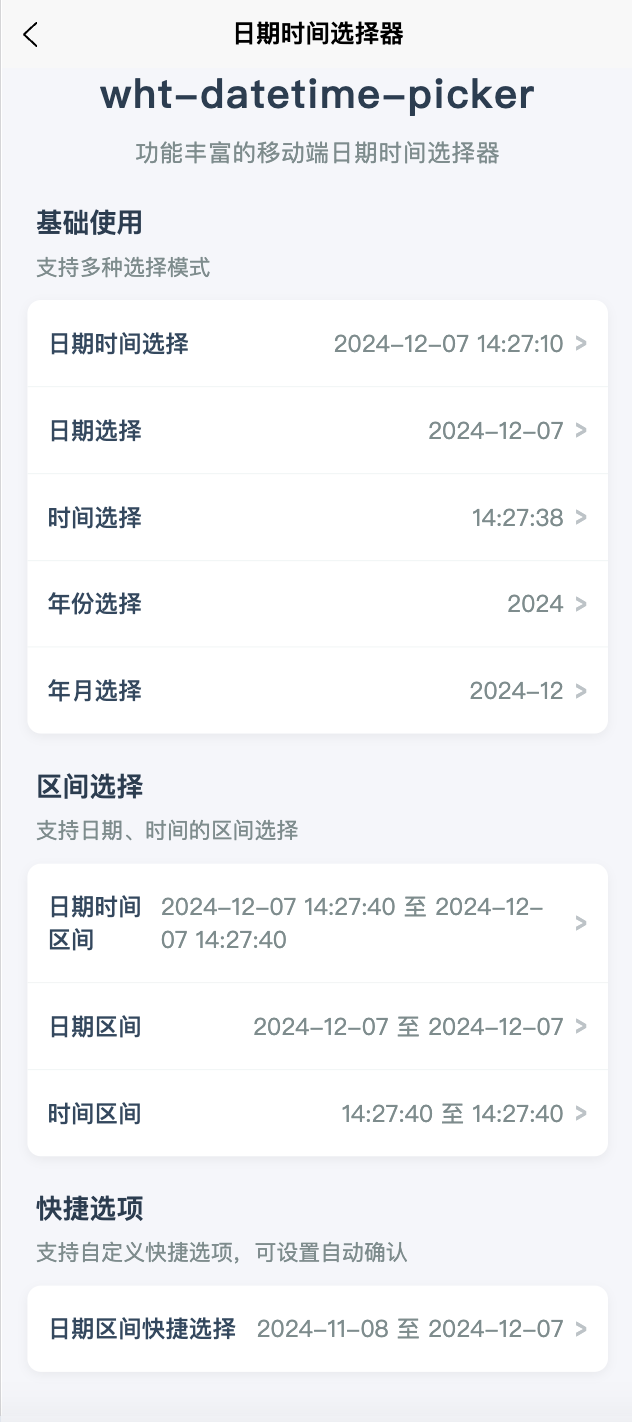 日期时间选择器
wht-datetime-picker
功能丰富的移动端日期时间选择器
基础使用
支持多种选择模式
日期时间选择 2024-12-07 14:27:10 >
日期选择 2024-12-07 >
时间选择 14:27:38 >
年份选择 2024 >
年月选择 2024-12 >
区间选择
支持日期、时间的区间选择
日期时间 2024-12-07 14:27:40 至 2024-12-
区间 07 14:27:40 >
日期区间 2024-12-07 至 2024-12-07 >
时间区间 14:27:40 至 14:27:40 >
快捷选项
支持自定义快捷选项，可设置自动确认
日期区间快捷选择 2024-11-08 至 2024-12-07 >